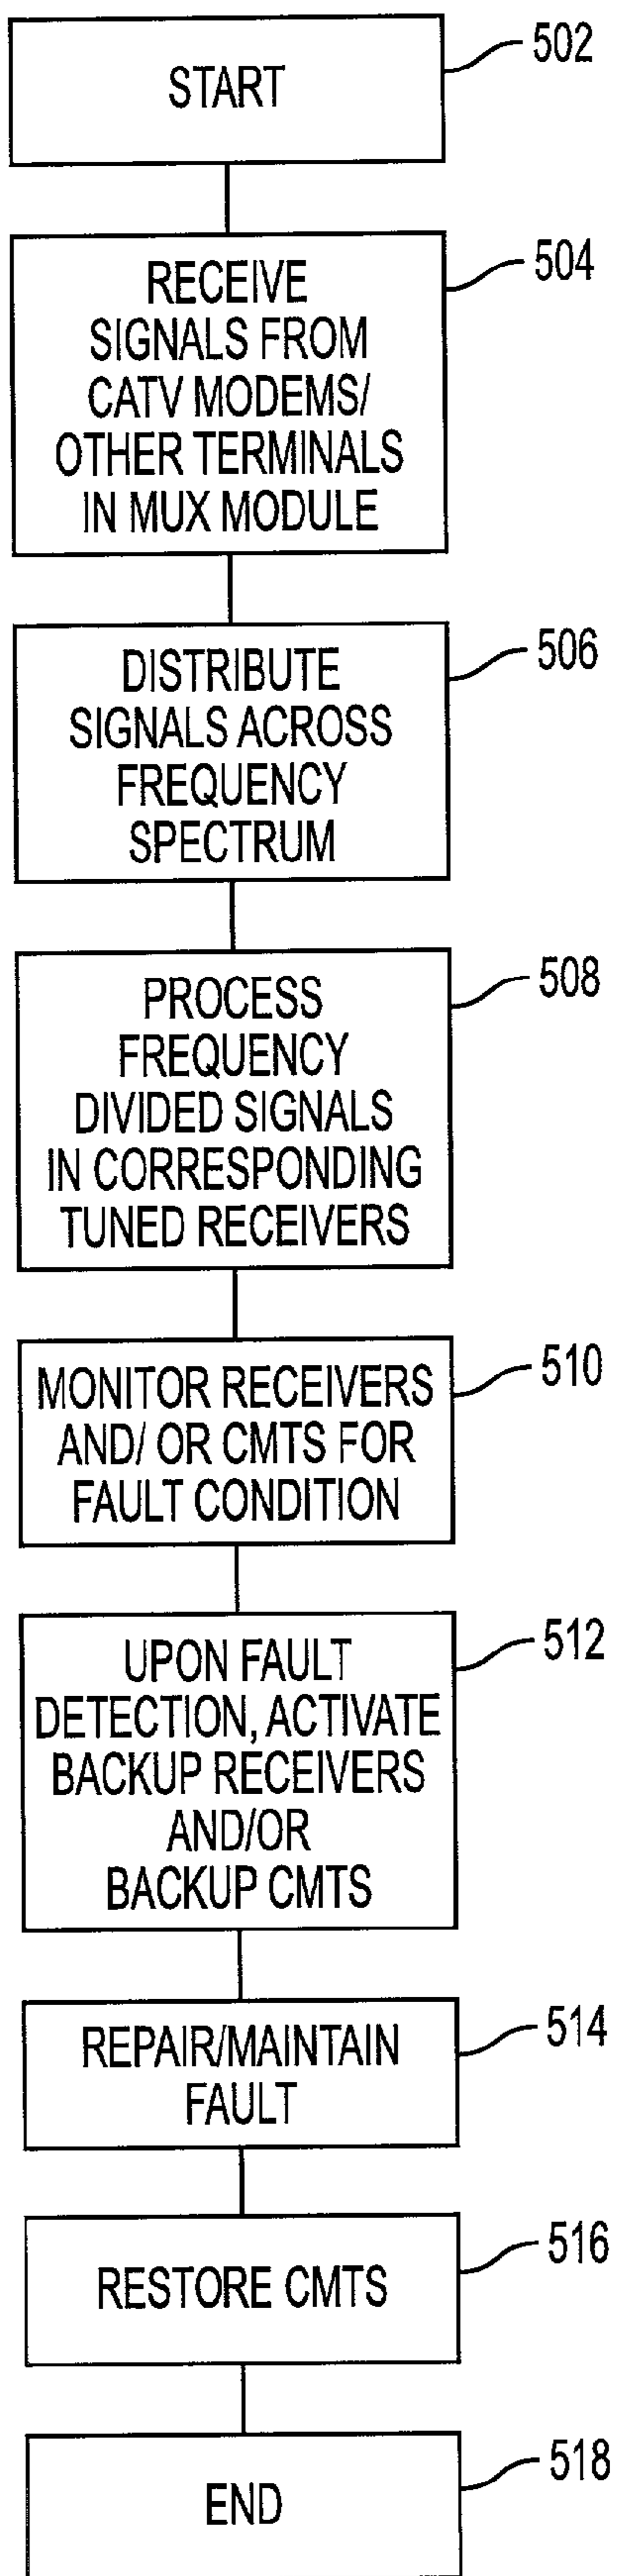 START
502
RECEIVE
SIGNALS FROM
CATV MODEMS/
OTHER TERMINALS
IN MUX MODULE
504
DISTRIBUTE
SIGNALS ACROSS
FREQUENCY
SPECTRUM
506
PROCESS
FREQUENCY
DIVIDED SIGNALS
IN CORRESPONDING
TUNED RECEIVERS
508
MONITOR RECEIVERS
AND/ OR CMTS FOR
FAULT CONDITION
510
UPON FAULT
DETECTION, ACTIVATE
BACKUP RECEIVERS
AND/OR
BACKUP CMTS
512
REPAIR/MAINTAIN
FAULT
514
RESTORE CMTS
516
END
518